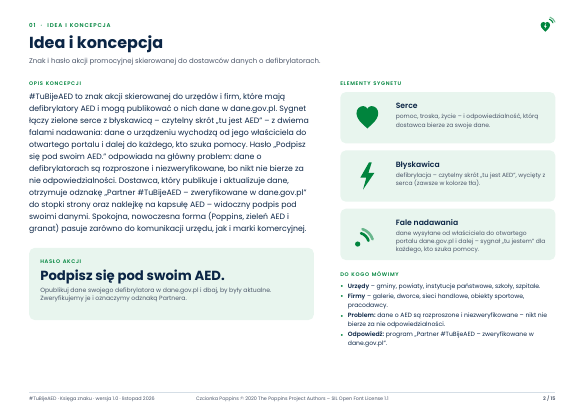 01 · IDEA I KONCEPCJA
Idea i koncepcja
Znak i hasło akcji promocyjnej skierowanej do dostawców danych o defibrylatorach.
OPIS KONCEPCJI
#TuBijeAED to znak akcji skierowanej do urzędów i firm, które mają
defibrylatory AED i mogą publikować o nich dane w dane.gov.pl. Sygnet
łączy zielone serce z błyskawicą – czytelny skrót „tu jest AED” – z dwiema
falami nadawania: dane o urządzeniu wychodzą od jego właściciela do
otwartego portalu i dalej do każdego, kto szuka pomocy. Hasło „Podpisz
się pod swoim AED.” odpowiada na główny problem: dane o
defibrylatorach są rozproszone i niezweryfikowane, bo nikt nie bierze za
nie odpowiedzialności. Dostawca, który publikuje i aktualizuje dane,
otrzymuje odznakę „Partner #TuBijeAED – zweryfikowane w dane.gov.pl”
do stopki strony oraz naklejkę na kapsułę AED – widoczny podpis pod
swoimi danymi. Spokojna, nowoczesna forma (Poppins, zieleń AED i
granat) pasuje zarówno do komunikacji urzędu, jak i marki komercyjnej.
HASŁO AKCJI
Podpisz się pod swoim AED.
Opublikuj dane swojego defibrylatora w dane.gov.pl i dbaj, by były aktualne.
Zweryfikujemy je i oznaczymy odznaką Partnera.
ELEMENTY SYGNETU
Serce
pomoc, troska, życie – i odpowiedzialność, którą
dostawca bierze za swoje dane.
Błyskawica
defibrylacja – czytelny skrót „tu jest AED”, wycięty z
serca (zawsze w kolorze tła).
Fale nadawania
dane wysyłane od właściciela do otwartego
portalu dane.gov.pl i dalej – sygnał „tu jestem” dla
każdego, kto szuka pomocy.
DO KOGO MÓWIMY
• Urzędy – gminy, powiaty, instytucje państwowe, szkoły, szpitale.
• Firmy – galerie, dworce, sieci handlowe, obiekty sportowe,
pracodawcy.
• Problem: dane o AED są rozproszone i niezweryfikowane – nikt nie
bierze za nie odpowiedzialności.
• Odpowiedź: program „Partner #TuBijeAED – zweryfikowane w
dane.gov.pl”.
#TuBijeAED · Księga znaku · wersja 1.0 · listopad 2026
Czcionka Poppins © 2020 The Poppins Project Authors – SIL Open Font License 1.1
3 / 15